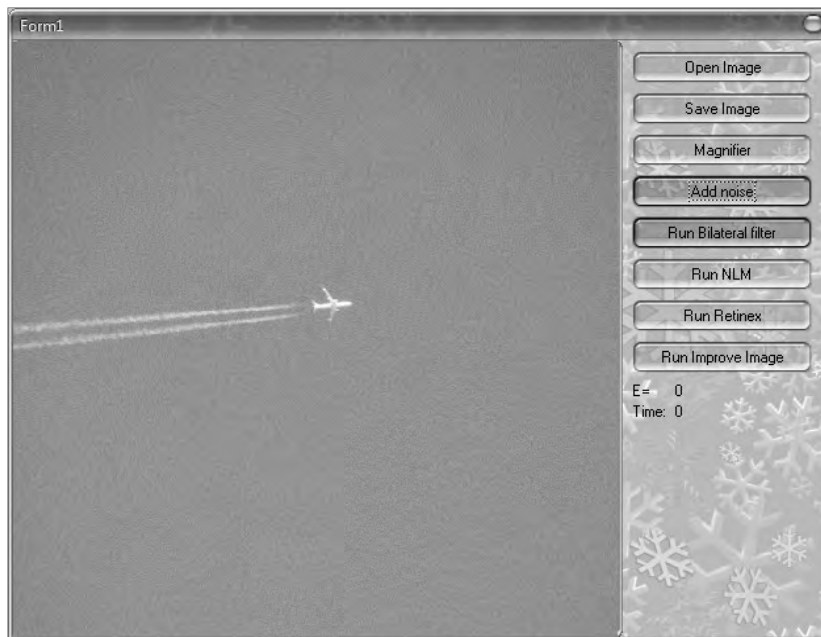 Form1
Open Image
Save Image
Magnifier
Add noise
Run Bilateral filter
Run NLM
Run Retinex
Run Improve Image
E= 0
Time: 0